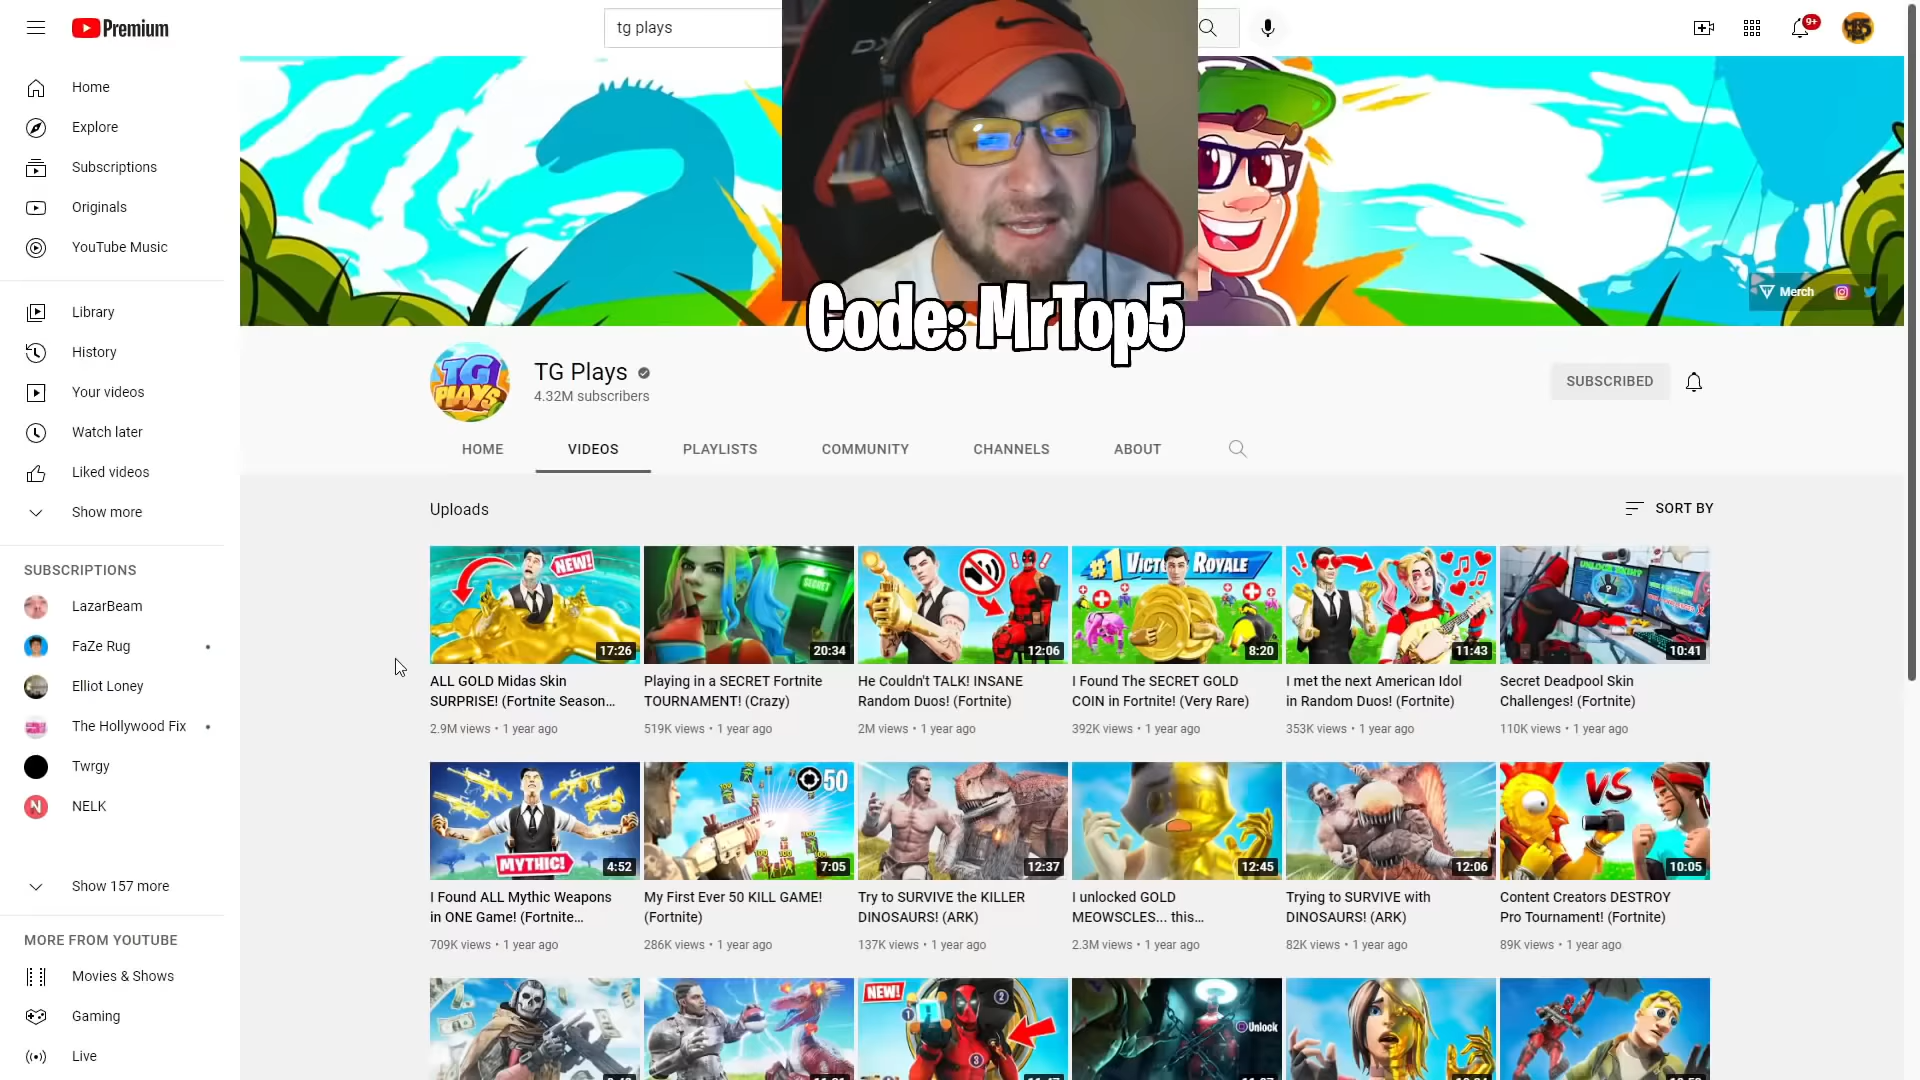 Premium
tg plays
9+
Home
Explore
Subscriptions
Originals
YouTube Music
Library
History
Your videos
Watch later
Liked videos
Show more
SUBSCRIPTIONS
LazarBeam
FaZe Rug
Elliot Loney
The Hollywood Fix
Twrgy
NELK
Show 157 more
MORE FROM YOUTUBE
Movies & Shows
Gaming
Live
Merch
Code: MrTop5
TG PLAYS
TG Plays
4.32M subscribers
SUBSCRIBED
HOME
VIDEOS
PLAYLISTS
COMMUNITY
CHANNELS
ABOUT
Uploads
SORT BY
NEW!
17:26
SECRET
20:34
!!
12:06
#1 VICTORY ROYALE
8:20
11:43
10:41
ALL GOLD Midas Skin
SURPRISE! (Fortnite Season...
2.9M views • 1 year ago
Playing in a SECRET Fortnite
TOURNAMENT! (Crazy)
519K views • 1 year ago
He Couldn't TALK! INSANE
Random Duos! (Fortnite)
2M views • 1 year ago
I Found The SECRET GOLD
COIN in Fortnite! (Very Rare)
392K views • 1 year ago
I met the next American Idol
in Random Duos! (Fortnite)
353K views • 1 year ago
Secret Deadpool Skin
Challenges! (Fortnite)
110K views • 1 year ago
MYTHIC!
4:52
50
7:05
12:37
12:45
12:06
VS
10:05
I Found ALL Mythic Weapons
in ONE Game! (Fortnite...
709K views • 1 year ago
My First Ever 50 KILL GAME!
(Fortnite)
286K views • 1 year ago
Try to SURVIVE the KILLER
DINOSAURS! (ARK)
137K views • 1 year ago
I unlocked GOLD
MEOWSCLES... this...
2.3M views • 1 year ago
Trying to SURVIVE with
DINOSAURS! (ARK)
82K views • 1 year ago
Content Creators DESTROY
Pro Tournament! (Fortnite)
89K views • 1 year ago
NEW!
1
2
3
Unlock